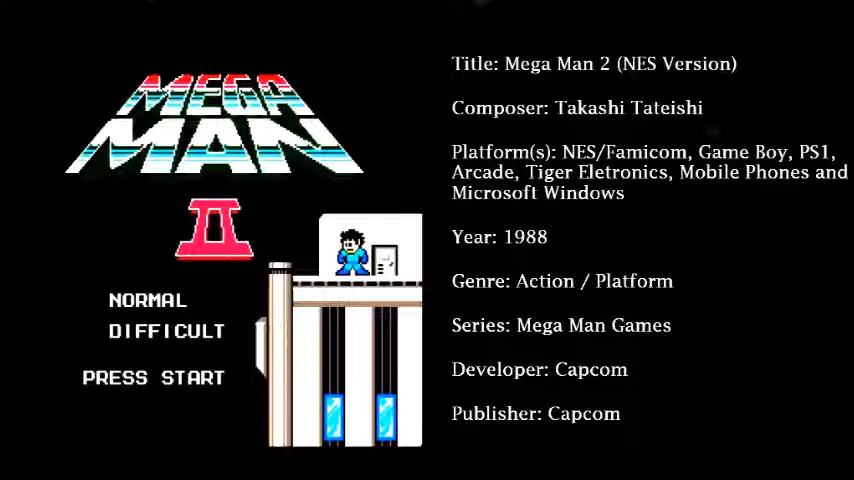 MEGA
MAN
II
NORMAL
DIFFICULT
PRESS START
Title: Mega Man 2 (NES Version)
Composer: Takashi Tateishi
Platform(s): NES/Famicom, Game Boy, PS1,
Arcade, Tiger Eletronics, Mobile Phones and
Microsoft Windows
Year: 1988
Genre: Action / Platform
Series: Mega Man Games
Developer: Capcom
Publisher: Capcom